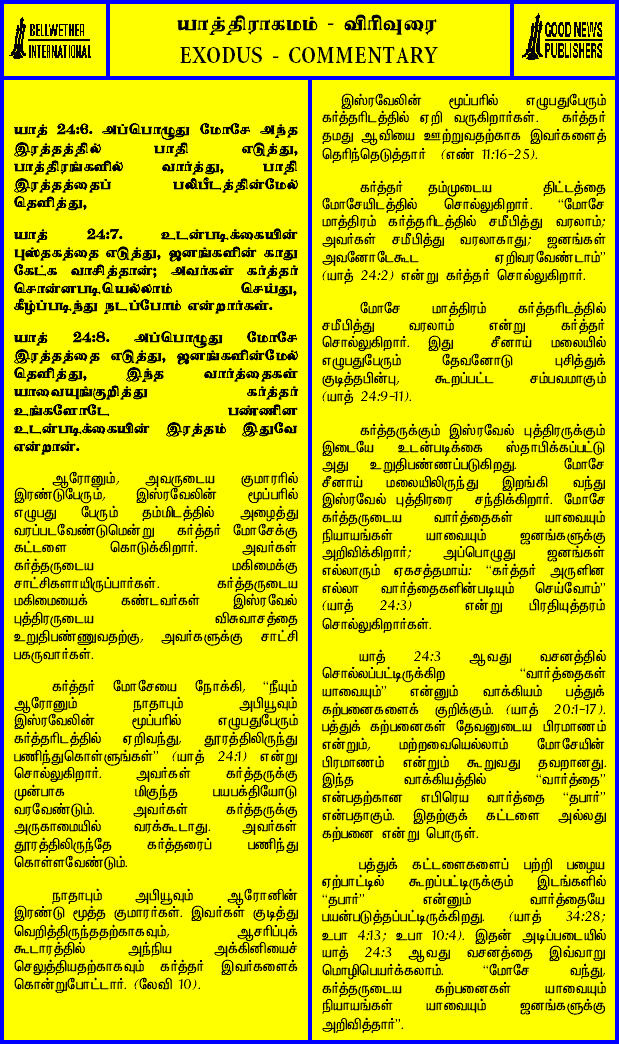 BELLWETHER
INTERNATIONAL
யாத்திராகமம் - விரிவுரை
EXODUS - COMMENTARY
GOOD NEWS
PUBLISHERS
யாத் 24:6. அப்பொழுது மோசே அந்த
இரத்தத்தில் பாதி எடுத்து,
பாத்திரங்களில் வார்த்து, பாதி
இரத்தத்தைப் பலிபீடத்தின்மேல்
தெளித்து,
யாத் 24:7. உடன்படிக்கையின்
புஸ்தகத்தை எடுத்து, ஜனங்களின் காது
கேட்க வாசித்தான்; அவர்கள் கர்த்தர்
சொன்னபடியெல்லாம் செய்து,
கீழ்ப்படிந்து நடப்போம் என்றார்கள்.
யாத் 24:8. அப்பொழுது மோசே
இரத்தத்தை எடுத்து, ஜனங்களின்மேல்
தெளித்து, இந்த வார்த்தைகள்
யாவையுங்குறித்து கர்த்தர்
உங்களோடே பண்ணின
உடன்படிக்கையின் இரத்தம் இதுவே
என்றான்.
ஆரோனும், அவருடைய குமாரரில்
இரண்டுபேரும், இஸ்ரவேலின் மூப்பரில்
எழுபது பேரும் தம்மிடத்தில் அழைத்து
வரப்படவேண்டுமென்று கர்த்தர் மோசேக்கு
கட்டளை கொடுக்கிறார். அவர்கள்
கர்த்தருடைய மகிமைக்கு
சாட்சிகளாயிருப்பார்கள். கர்த்தருடைய
மகிமையைக் கண்டவர்கள் இஸ்ரவேல்
புத்திரருடைய விசுவாசத்தை
உறுதிபண்ணுவதற்கு, அவர்களுக்கு சாட்சி
பகருவார்கள்.
கர்த்தர் மோசேயை நோக்கி, “நீயும்
ஆரோனும் நாதாபும் அபியூவும்
இஸ்ரவேலின் மூப்பரில் எழுபதுபேரும்
கர்த்தரிடத்தில் ஏறிவந்து, தூரத்திலிருந்து
பணிந்துகொள்ளுங்கள்” (யாத் 24:1) என்று
சொல்லுகிறார். அவர்கள் கர்த்தருக்கு
முன்பாக மிகுந்த பயபக்தியோடு
வரவேண்டும். அவர்கள் கர்த்தருக்கு
அருகாமையில் வரக்கூடாது. அவர்கள்
தூரத்திலிருந்தே கர்த்தரைப் பணிந்து
கொள்ளவேண்டும்.
நாதாபும் அபியூவும் ஆரோனின்
இரண்டு மூத்த குமாரர்கள். இவர்கள் குடித்து
வெறித்திருந்ததற்காகவும், ஆசரிப்புக்
கூடாரத்தில் அந்நிய அக்கினியைச்
செலுத்தியதற்காகவும் கர்த்தர் இவர்களைக்
கொன்றுபோட்டார். (லேவி 10).
இஸ்ரவேலின் மூப்பரில் எழுபதுபேரும்
கர்த்தரிடத்தில் ஏறி வருகிறார்கள். கர்த்தர்
தமது ஆவியை ஊற்றுவதற்காக இவர்களைத்
தெரிந்தெடுத்தார் (எண் 11:16-25).
கர்த்தர் தம்முடைய திட்டத்தை
மோசேயிடத்தில் சொல்லுகிறார். “மோசே
மாத்திரம் கர்த்தரிடத்தில் சமீபித்து வரலாம்;
அவர்கள் சமீபித்து வரலாகாது; ஜனங்கள்
அவனோடேகூட ஏறிவரவேண்டாம்”
(யாத் 24:2) என்று கர்த்தர் சொல்லுகிறார்.
மோசே மாத்திரம் கர்த்தரிடத்தில்
சமீபித்து வரலாம் என்று கர்த்தர்
சொல்லுகிறார். இது சீனாய் மலையில்
எழுபதுபேரும் தேவனோடு புசித்துக்
குடித்தபின்பு, கூறப்பட்ட சம்பவமாகும்
(யாத் 24:9-11).
கர்த்தருக்கும் இஸ்ரவேல் புத்திரருக்கும்
இடையே உடன்படிக்கை ஸ்தாபிக்கப்பட்டு
அது உறுதிபண்ணப்படுகிறது. மோசே
சீனாய் மலையிலிருந்து இறங்கி வந்து
இஸ்ரவேல் புத்திரரை சந்திக்கிறார். மோசே
கர்த்தருடைய வார்த்தைகள் யாவையும்
நியாயங்கள் யாவையும் ஜனங்களுக்கு
அறிவிக்கிறார்; அப்பொழுது ஜனங்கள்
எல்லாரும் ஏகசத்தமாய்: “கர்த்தர் அருளின
எல்லா வார்த்தைகளின்படியும் செய்வோம்”
(யாத் 24:3) என்று பிரதியுத்தரம்
சொல்லுகிறார்கள்.
யாத் 24:3 ஆவது வசனத்தில்
சொல்லப்பட்டிருக்கிற “வார்த்தைகள்
யாவையும்” என்னும் வாக்கியம் பத்துக்
கற்பனைகளைக் குறிக்கும். (யாத் 20:1-17).
பத்துக் கற்பனைகள் தேவனுடைய பிரமாணம்
என்றும், மற்றவையெல்லாம் மோசேயின்
பிரமாணம் என்றும் கூறுவது தவறானது.
இந்த வாக்கியத்தில் “வார்த்தை”
என்பதற்கான எபிரெய வார்த்தை “தபார்”
என்பதாகும். இதற்குக் கட்டளை அல்லது
கற்பனை என்று பொருள்.
பத்துக் கட்டளைகளைப் பற்றி பழைய
ஏற்பாட்டில் கூறப்பட்டிருக்கும் இடங்களில்
“தபார்” என்னும் வார்த்தையே
பயன்படுத்தப்பட்டிருக்கிறது. (யாத் 34:28;
உபா 4:13; உபா 10:4). இதன் அடிப்படையில்
யாத் 24:3 ஆவது வசனத்தை இவ்வாறு
மொழிபெயர்க்கலாம். “மோசே வந்து,
கர்த்தருடைய கற்பனைகள் யாவையும்
நியாயங்கள் யாவையும் ஜனங்களுக்கு
அறிவித்தார்”.